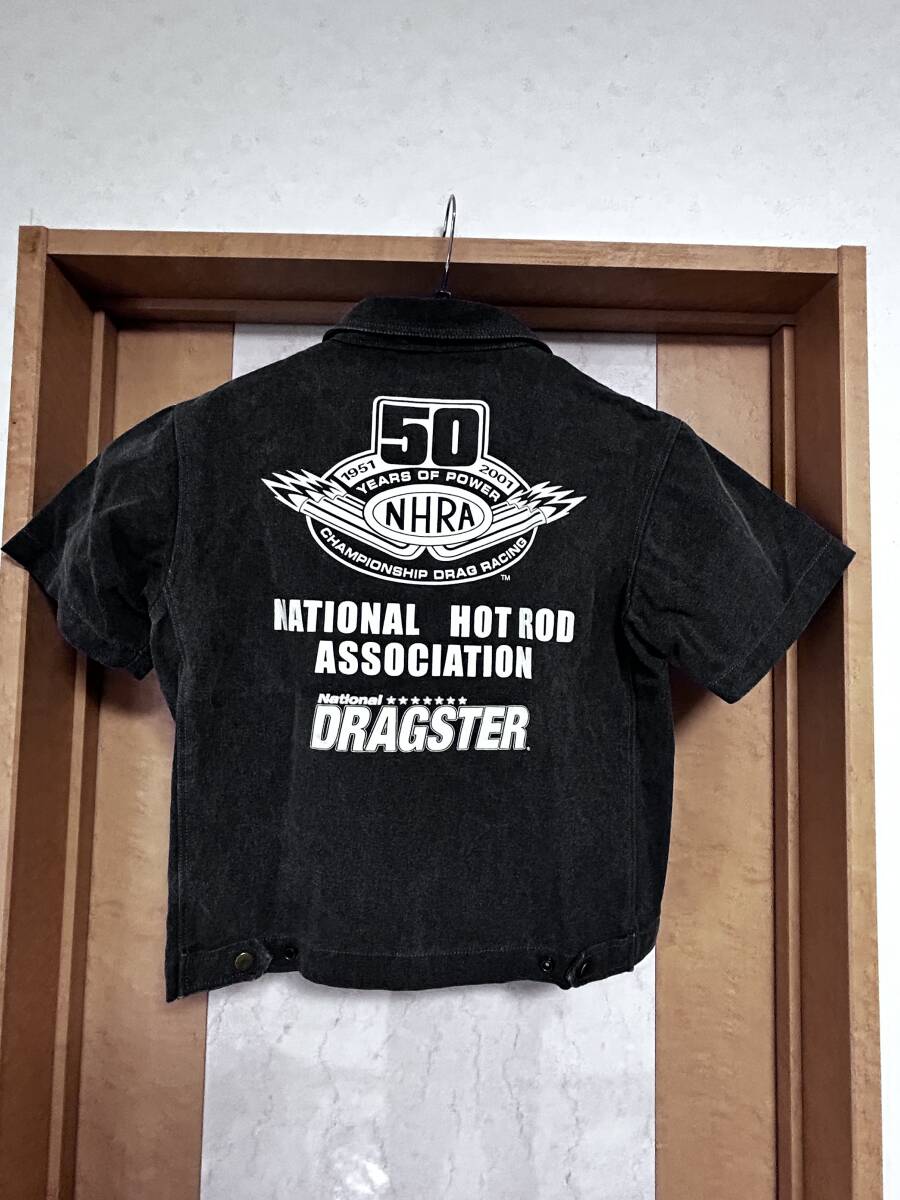 50
1951 2001
YEARS OF POWER
NHRA
CHAMPIONSHIP DRAG RACING
TM
NATIONAL HOT ROD
ASSOCIATION
National ★★★★★★★
DRAGSTER